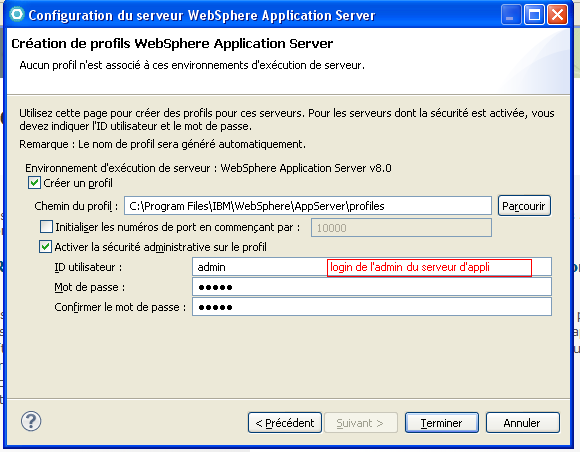 Configuration du serveur WebSphere Application Server
Création de profils WebSphere Application Server
Aucun profil n'est associé à ces environnements d'exécution de serveur.
Utilisez cette page pour créer des profils pour ces serveurs. Pour les serveurs dont la sécurité est activée, vous
devez indiquer l'ID utilisateur et le mot de passe.
Remarque : Le nom de profil sera généré automatiquement.
Environnement d'exécution de serveur : WebSphere Application Server v8.0
Créer un profil
Chemin du profil : C:\Program Files\IBM\WebSphere\AppServer\profiles Parcourir
Initialiser les numéros de port en commençant par : 10000
Activer la sécurité administrative sur le profil
ID utilisateur : admin login de l'admin du serveur d'appli
Mot de passe : ●●●●●
Confirmer le mot de passe : ●●●●●
? < Précédent Suivant > Terminer Annuler